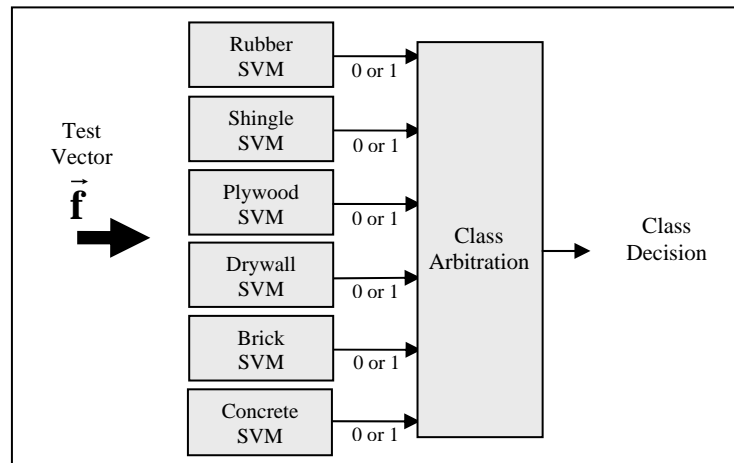 Rubber
SVM
0 or 1
Shingle
SVM
0 or 1
Test
Vector
f
Plywood
SVM
0 or 1
Drywall
SVM
0 or 1
Brick
SVM
0 or 1
Concrete
SVM
0 or 1
Class
Arbitration
Class
Decision